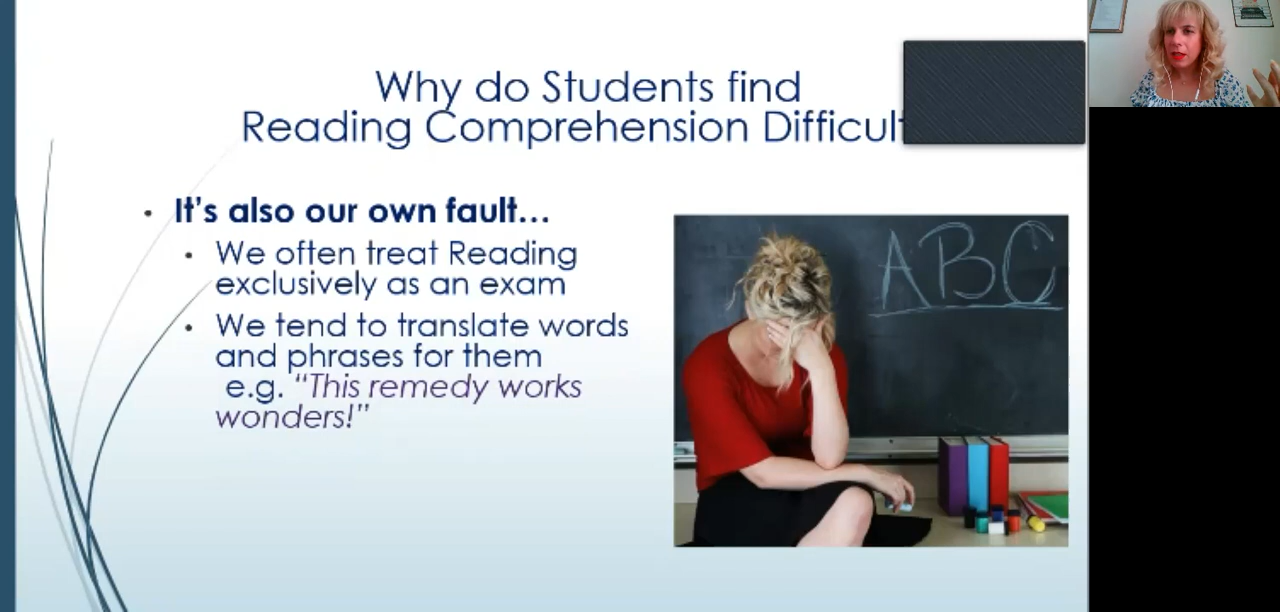 Why do Students find
Reading Comprehension Difficult
It's also our own fault…
We often treat Reading
exclusively as an exam
We tend to translate words
and phrases for them
e.g. “This remedy works
wonders!”
ABC